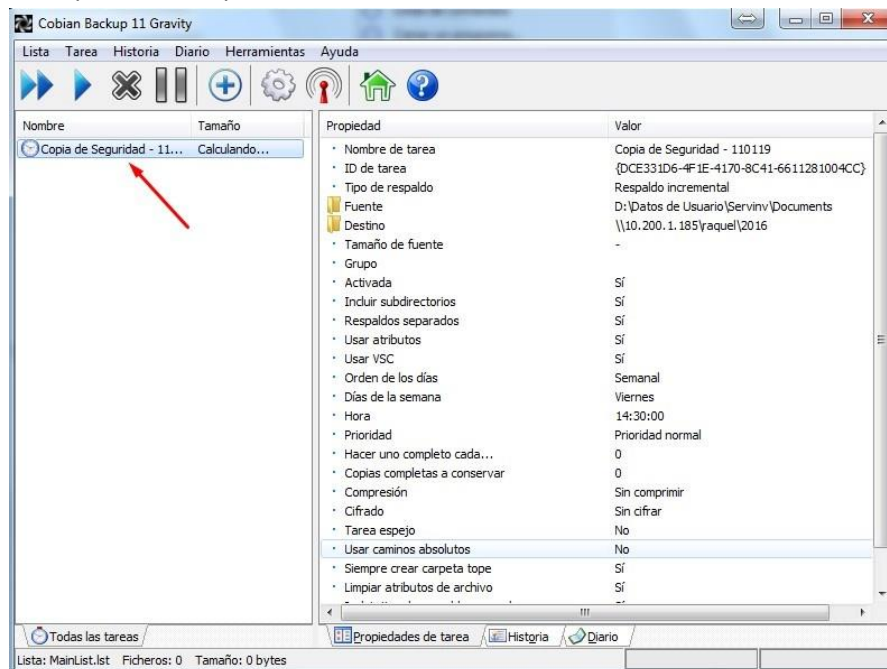 Cobian Backup 11 Gravity
Lista Tarea Historia Diario Herramientas Ayuda
Nombre Tamaño
Copia de Seguridad - 11... Calculando...
Propiedad Valor
Nombre de tarea Copia de Seguridad - 110119
ID de tarea {DCE331D6-4F1E-4170-8C41-6611281004CC}
Tipo de respaldo Respaldo incremental
Fuente D:\Datos de Usuario\Servinv\Documents
Destino \\10.200.1.185\raquel\2016
Tamaño de fuente -
Grupo
Activada Sí
Incluir subdirectorios Sí
Respaldos separados Sí
Usar atributos Sí
Usar VSC Sí
Orden de los días Semanal
Días de la semana Viernes
Hora 14:30:00
Prioridad Prioridad normal
Hacer uno completo cada... 0
Copias completas a conservar 0
Compresión Sin comprimir
Cifrado Sin cifrar
Tarea espejo No
Usar caminos absolutos No
Siempre crear carpeta tope Sí
Limpiar atributos de archivo Sí
Todas las tareas
Propiedades de tarea Historia Diario
Lista: MainList.lst Ficheros: 0 Tamaño: 0 bytes